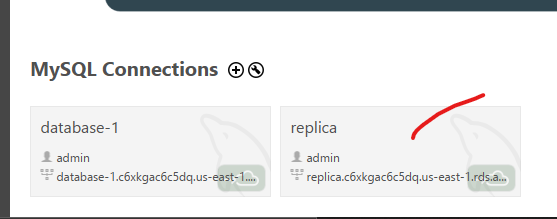 MySQL Connections
database-1
admin
database-1.c6xkgac6c5dq.us-east-1....
replica
admin
replica.c6xkgac6c5dq.us-east-1.rds.a...